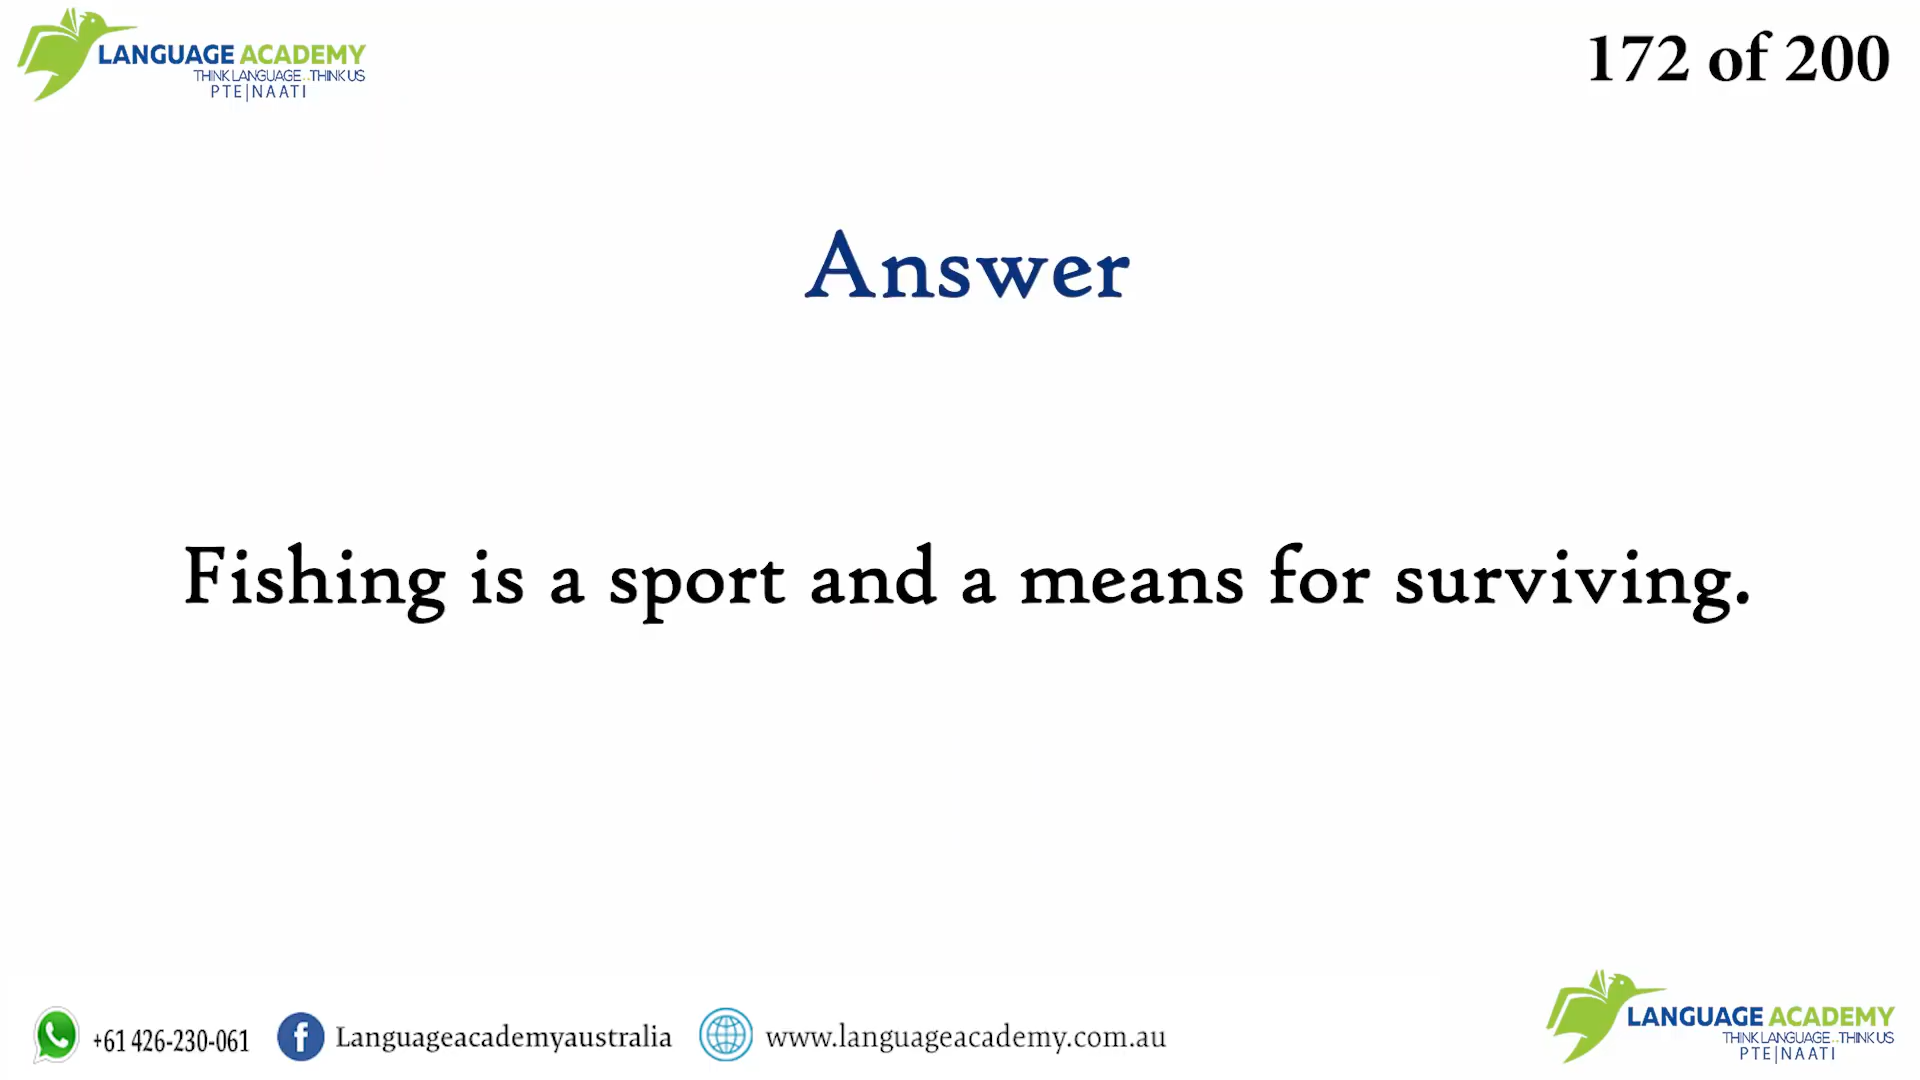 LANGUAGE ACADEMY
THINK LANGUAGE..THINK US
PTE|NAATI
172 of 200
Answer
Fishing is a sport and a means for surviving.
+61 426-230-061
Languageacademyaustralia
www.languageacademy.com.au
LANGUAGE ACADEMY
THINK LANGUAGE..THINK US
PTE|NAATI